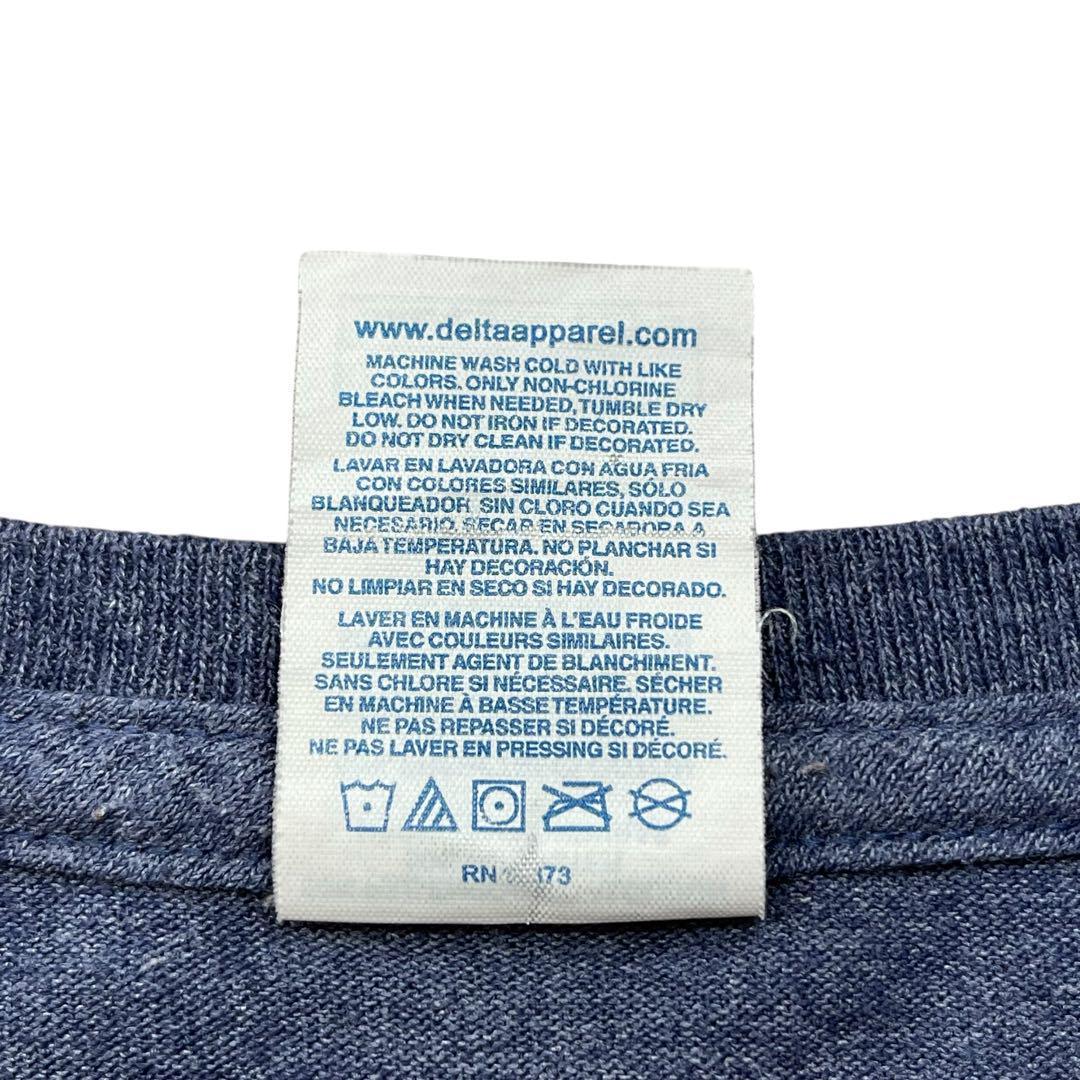 www.deltaapparel.com
MACHINE WASH COLD WITH LIKE
COLORS. ONLY NON-CHLORINE
BLEACH WHEN NEEDED, TUMBLE DRY
LOW. DO NOT IRON IF DECORATED.
DO NOT DRY CLEAN IF DECORATED.
LAVAR EN LAVADORA CON AGUA FRIA
CON COLORES SIMILARES, SÓLO
BLANQUEADOR SIN CLORO CUANDO SEA
NECESARIO. SECAR EN SECADORA A
BAJA TEMPERATURA. NO PLANCHAR SI
HAY DECORACIÓN.
NO LIMPIAR EN SECO SI HAY DECORADO.
LAVER EN MACHINE À L'EAU FROIDE
AVEC COULEURS SIMILAIRES.
SEULEMENT AGENT DE BLANCHIMENT.
SANS CHLORE SI NÉCESSAIRE. SÉCHER
EN MACHINE À BASSE TEMPÉRATURE.
NE PAS REPASSER SI DÉCORÉ.
NE PAS LAVER EN PRESSING SI DÉCORÉ.
RN